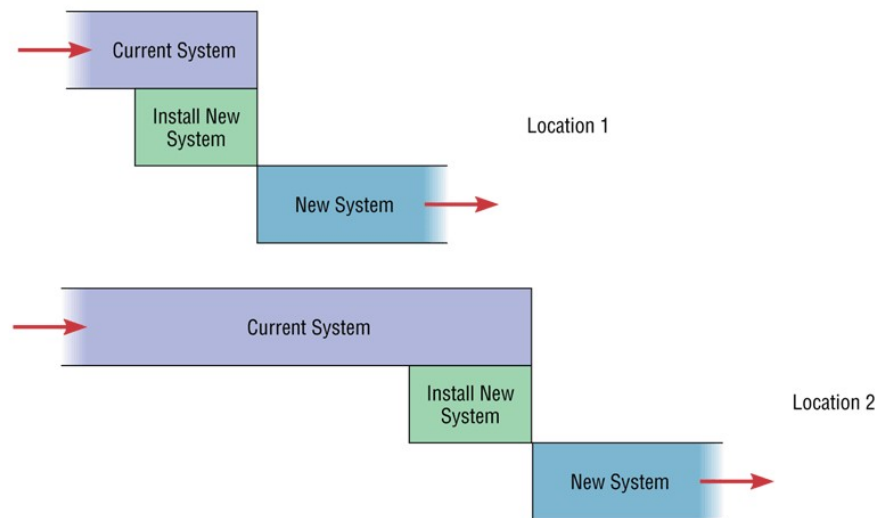 Current System
Install New
System
Location 1
New System
Current System
Install New
System
Location 2
New System